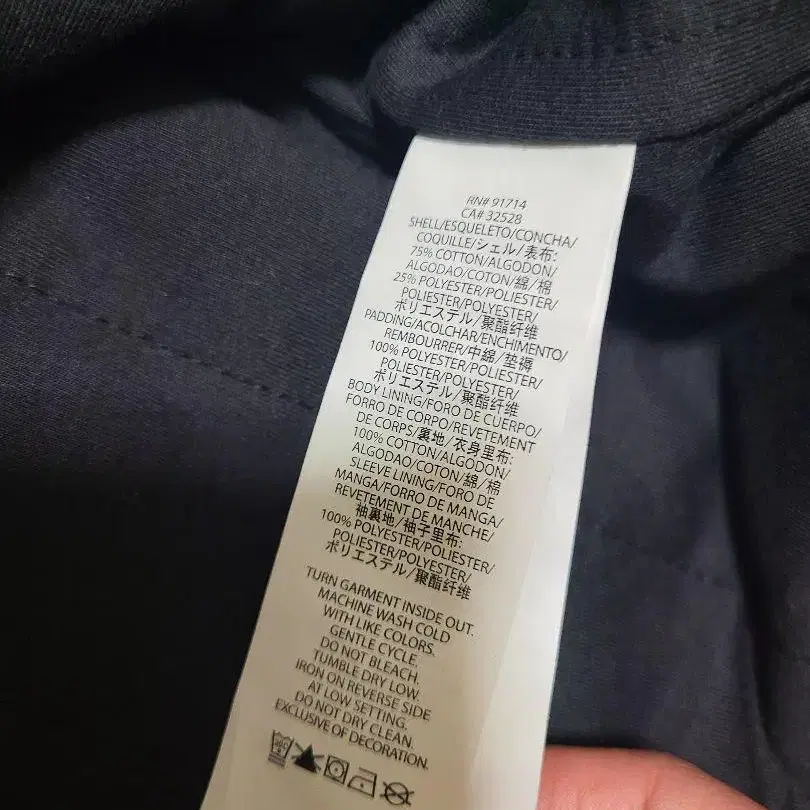 RN# 91714
CA# 32528
SHELL/ESQUELETO/CONCHA/
COQUILLE/シェル/表布:
75% COTTON/ALGODON/
ALGODAO/COTON/綿/棉
25% POLYESTER/POLIESTER/
POLIESTER/POLYESTER/
ポリエステル/聚酯纤维
PADDING/ACOLCHAR/ENCHIMENTO/
REMBOURRER/中綿/垫褥
100% POLYESTER/POLIESTER/
POLIESTER/POLYESTER/
ポリエステル/聚酯纤维
BODY LINING/FORO DE CUERPO/
FORRO DE CORPO/REVETEMENT
DE CORPS/裏地/衣身里布:
100% COTTON/ALGODON/
ALGODAO/COTON/綿/棉
SLEEVE LINING/FORO DE
MANGA/FORRO DE MANGA/
REVETEMENT DE MANCHE/
袖裏地/袖子里布:
100% POLYESTER/POLIESTER/
POLIESTER/POLYESTER/
ポリエステル/聚酯纤维
TURN GARMENT INSIDE OUT.
MACHINE WASH COLD
WITH LIKE COLORS.
GENTLE CYCLE.
DO NOT BLEACH.
TUMBLE DRY LOW.
IRON ON REVERSE SIDE
AT LOW SETTING.
DO NOT DRY CLEAN.
EXCLUSIVE OF DECORATION.